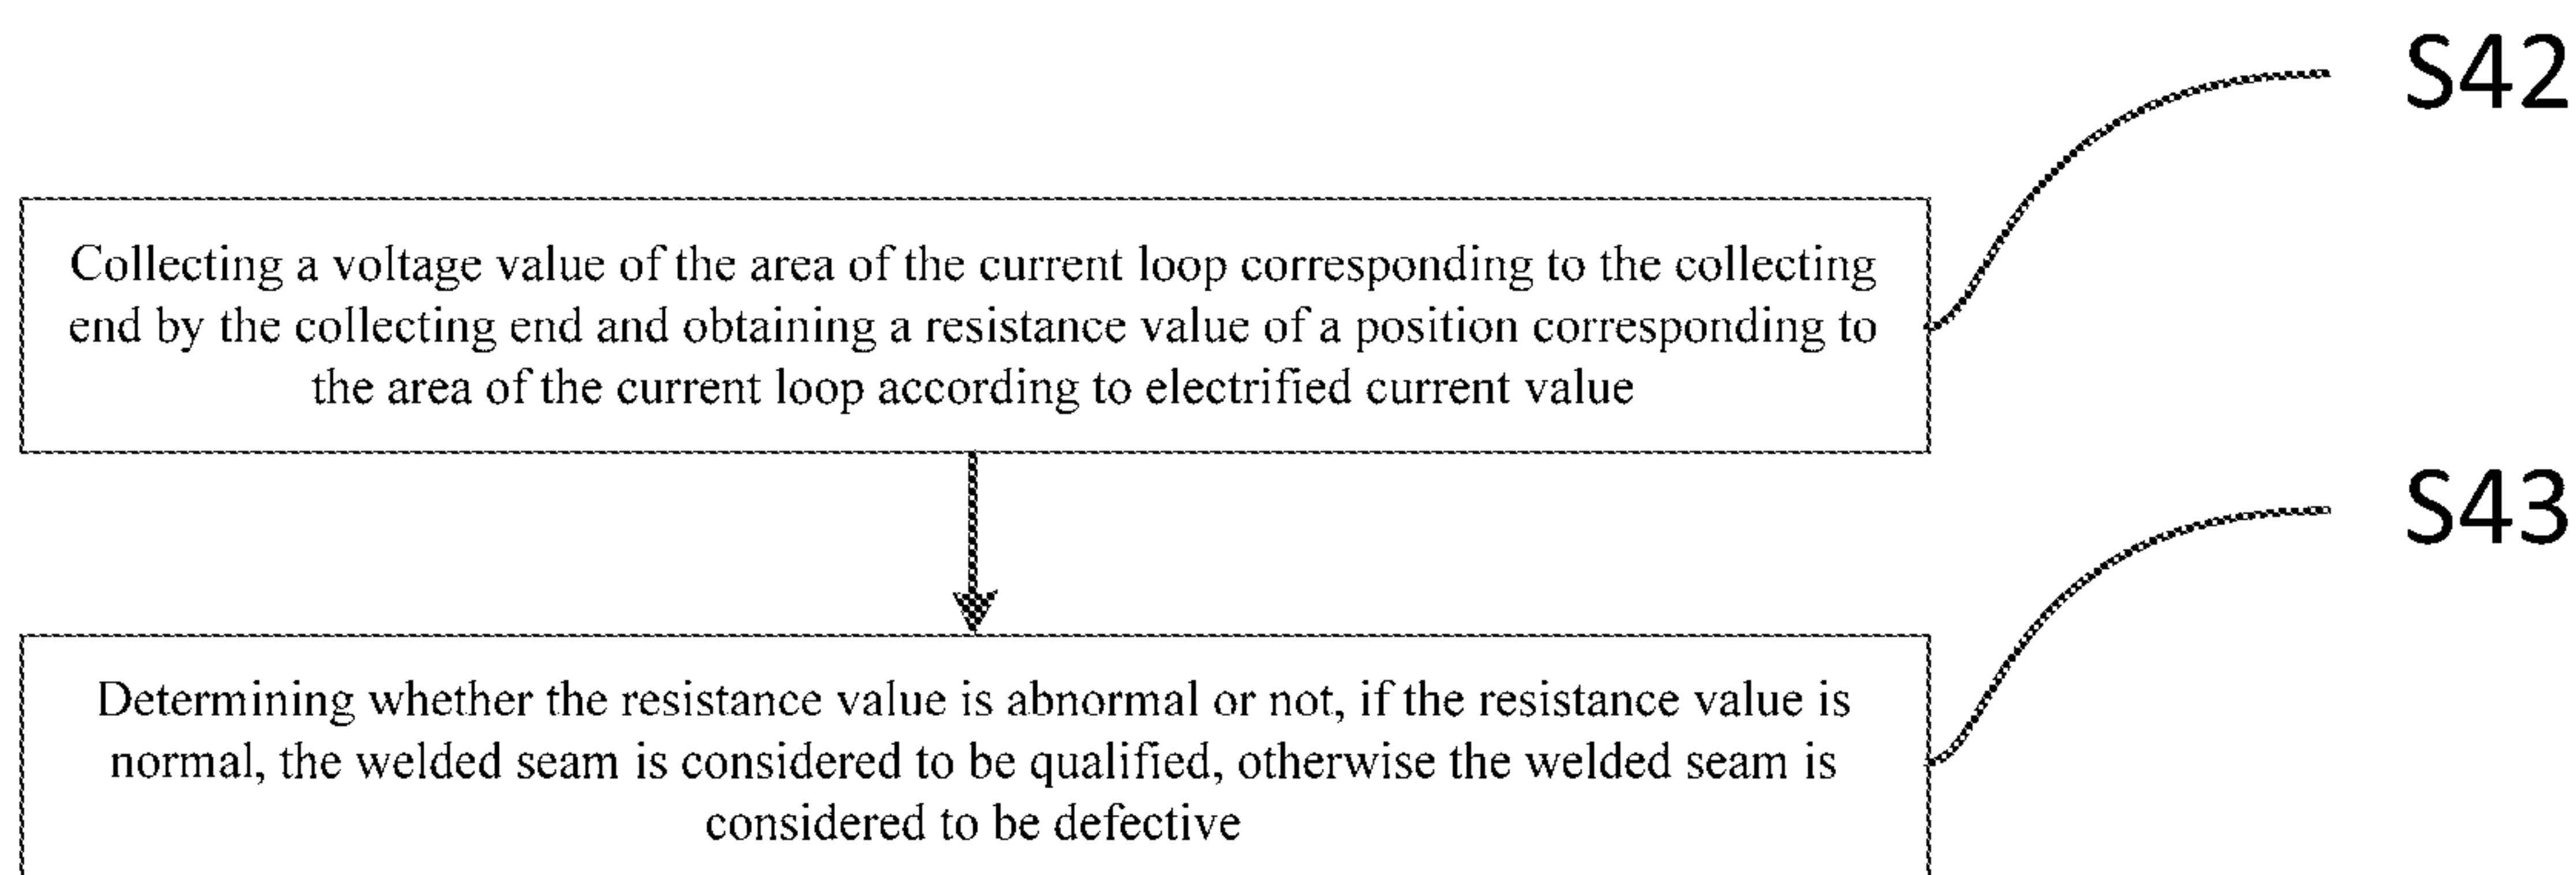 S42
Collecting a voltage value of the area of the current loop corresponding to the collecting
end by the collecting end and obtaining a resistance value of a position corresponding to
the area of the current loop according to electrified current value
S43
Determining whether the resistance value is abnormal or not, if the resistance value is
normal, the welded seam is considered to be qualified, otherwise the welded seam is
considered to be defective